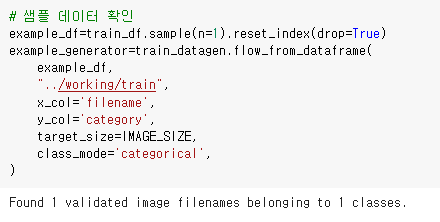 # 샘플 데이터 확인
example_df=train_df.sample(n=1).reset_index(drop=True)
example_generator=train_datagen.flow_from_dataframe(
    example_df,
    "../working/train",
    x_col='filename',
    y_col='category',
    target_size=IMAGE_SIZE,
    class_mode='categorical',
)
Found 1 validated image filenames belonging to 1 classes.